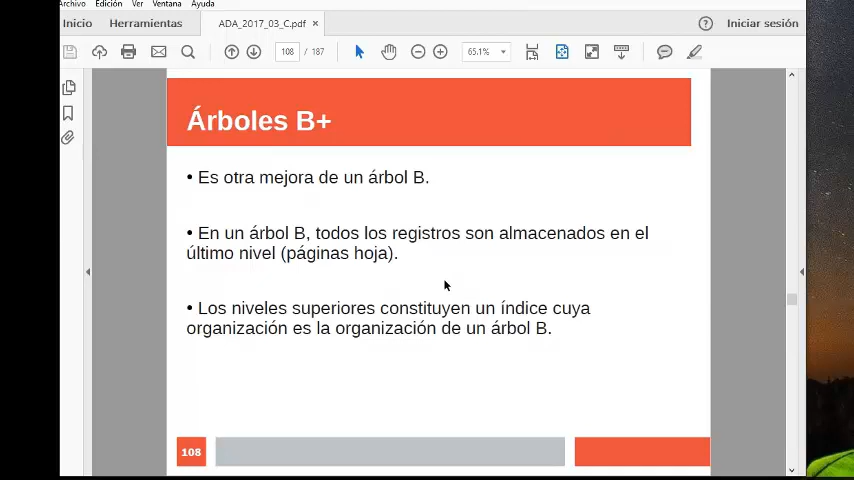 Archivo Edición Ver Ventana Ayuda
Inicio Herramientas ADA_2017_03_C.pdf × ? Iniciar sesión
108 / 187 65.1%
Árboles B+
• Es otra mejora de un árbol B.
• En un árbol B, todos los registros son almacenados en el
último nivel (páginas hoja).
• Los niveles superiores constituyen un índice cuya
organización es la organización de un árbol B.
108